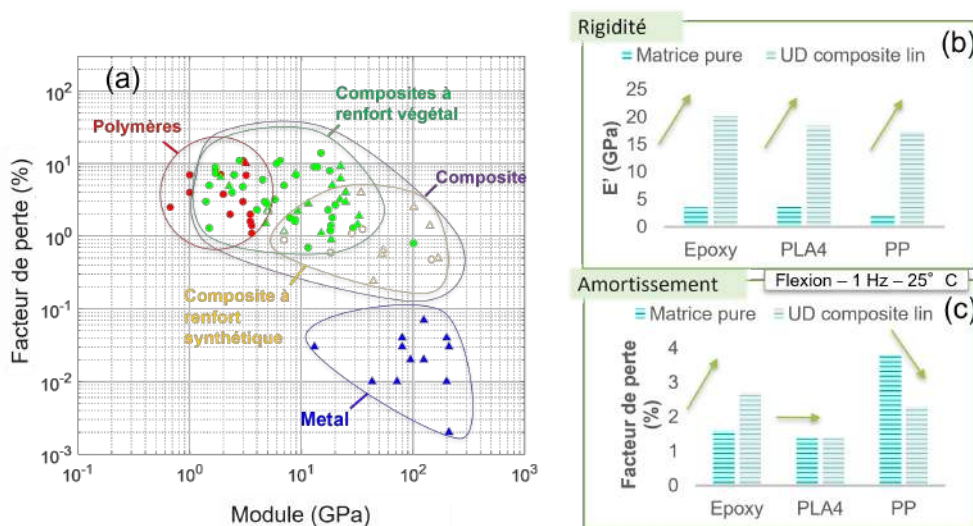 (a)
Facteur de perte (%)
10²
10¹
10⁰
10⁻¹
10⁻²
10⁻³
Polymères
Composites à
renfort végétal
Composite
Composite à
renfort
synthétique
Metal
10⁻¹
10⁰
10¹
10²
10³
Module (GPa)
Rigidité
(b)
Matrice pure
UD composite lin
E' (GPa)
25
20
15
10
5
0
Epoxy
PLA4
PP
Amortissement
Flexion – 1 Hz – 25° C
(c)
Matrice pure
UD composite lin
Facteur de perte
(%)
4
3
2
1
0
Epoxy
PLA4
PP